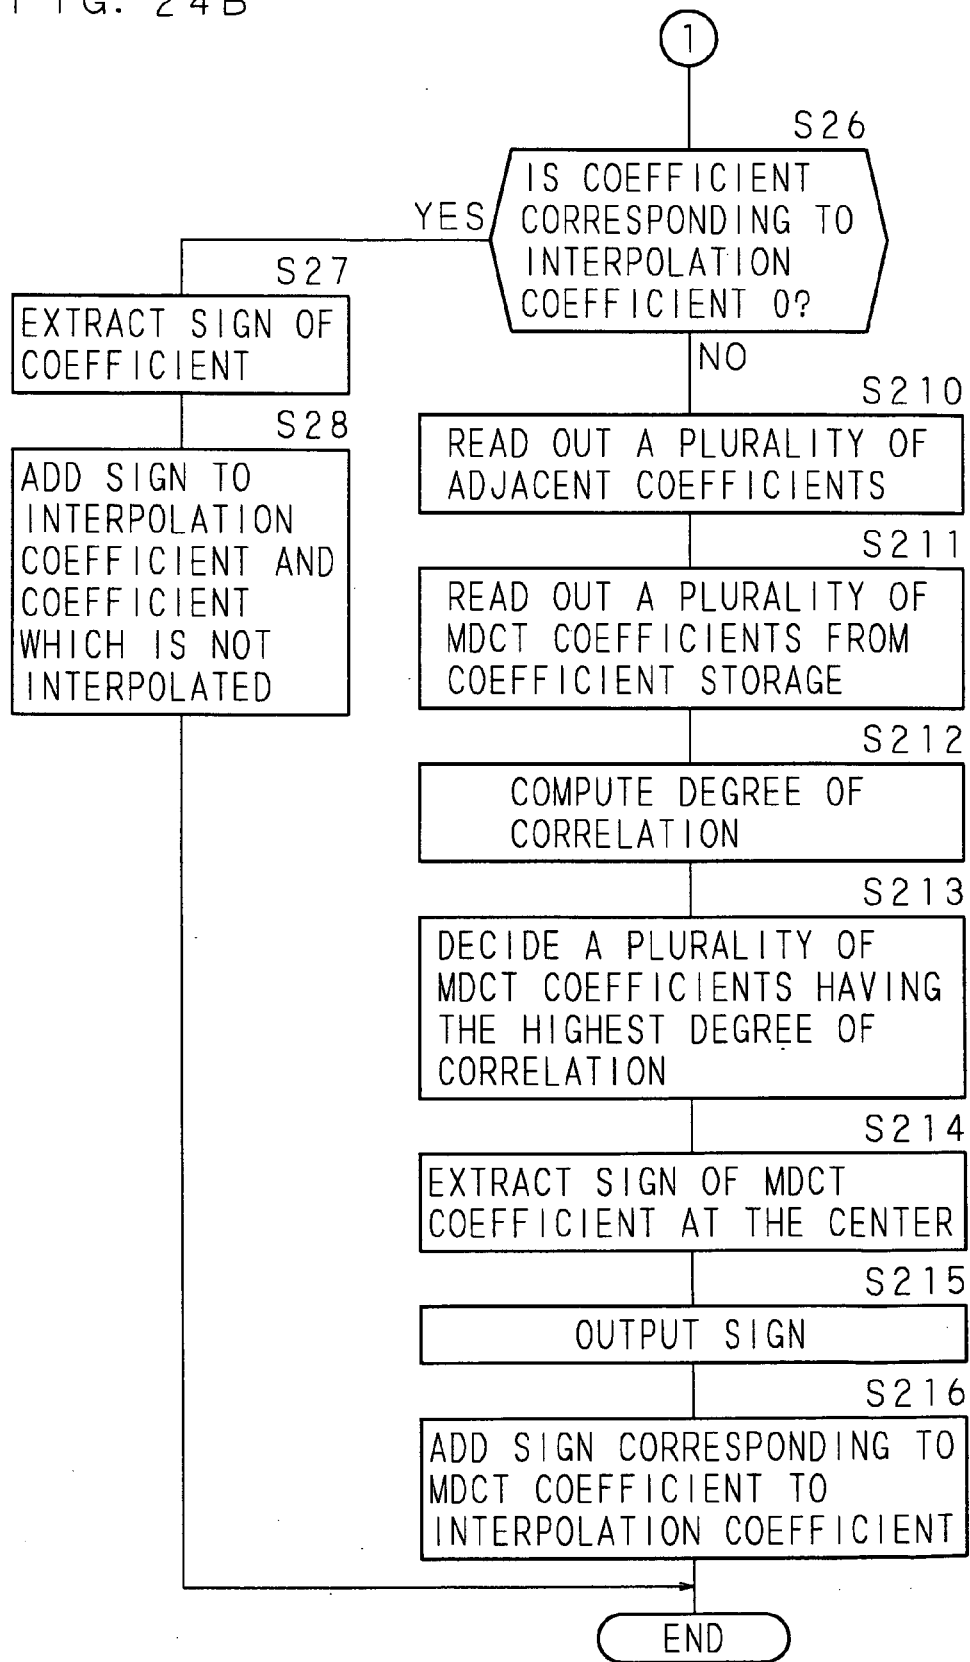 FIG. 24B
1
S26
IS COEFFICIENT
CORRESPONDING TO
INTERPOLATION
COEFFICIENT 0?
YES
NO
S27
EXTRACT SIGN OF
COEFFICIENT
S28
ADD SIGN TO
INTERPOLATION
COEFFICIENT AND
COEFFICIENT
WHICH IS NOT
INTERPOLATED
S210
READ OUT A PLURALITY OF
ADJACENT COEFFICIENTS
S211
READ OUT A PLURALITY OF
MDCT COEFFICIENTS FROM
COEFFICIENT STORAGE
S212
COMPUTE DEGREE OF
CORRELATION
S213
DECIDE A PLURALITY OF
MDCT COEFFICIENTS HAVING
THE HIGHEST DEGREE OF
CORRELATION
S214
EXTRACT SIGN OF MDCT
COEFFICIENT AT THE CENTER
S215
OUTPUT SIGN
S216
ADD SIGN CORRESPONDING TO
MDCT COEFFICIENT TO
INTERPOLATION COEFFICIENT
END